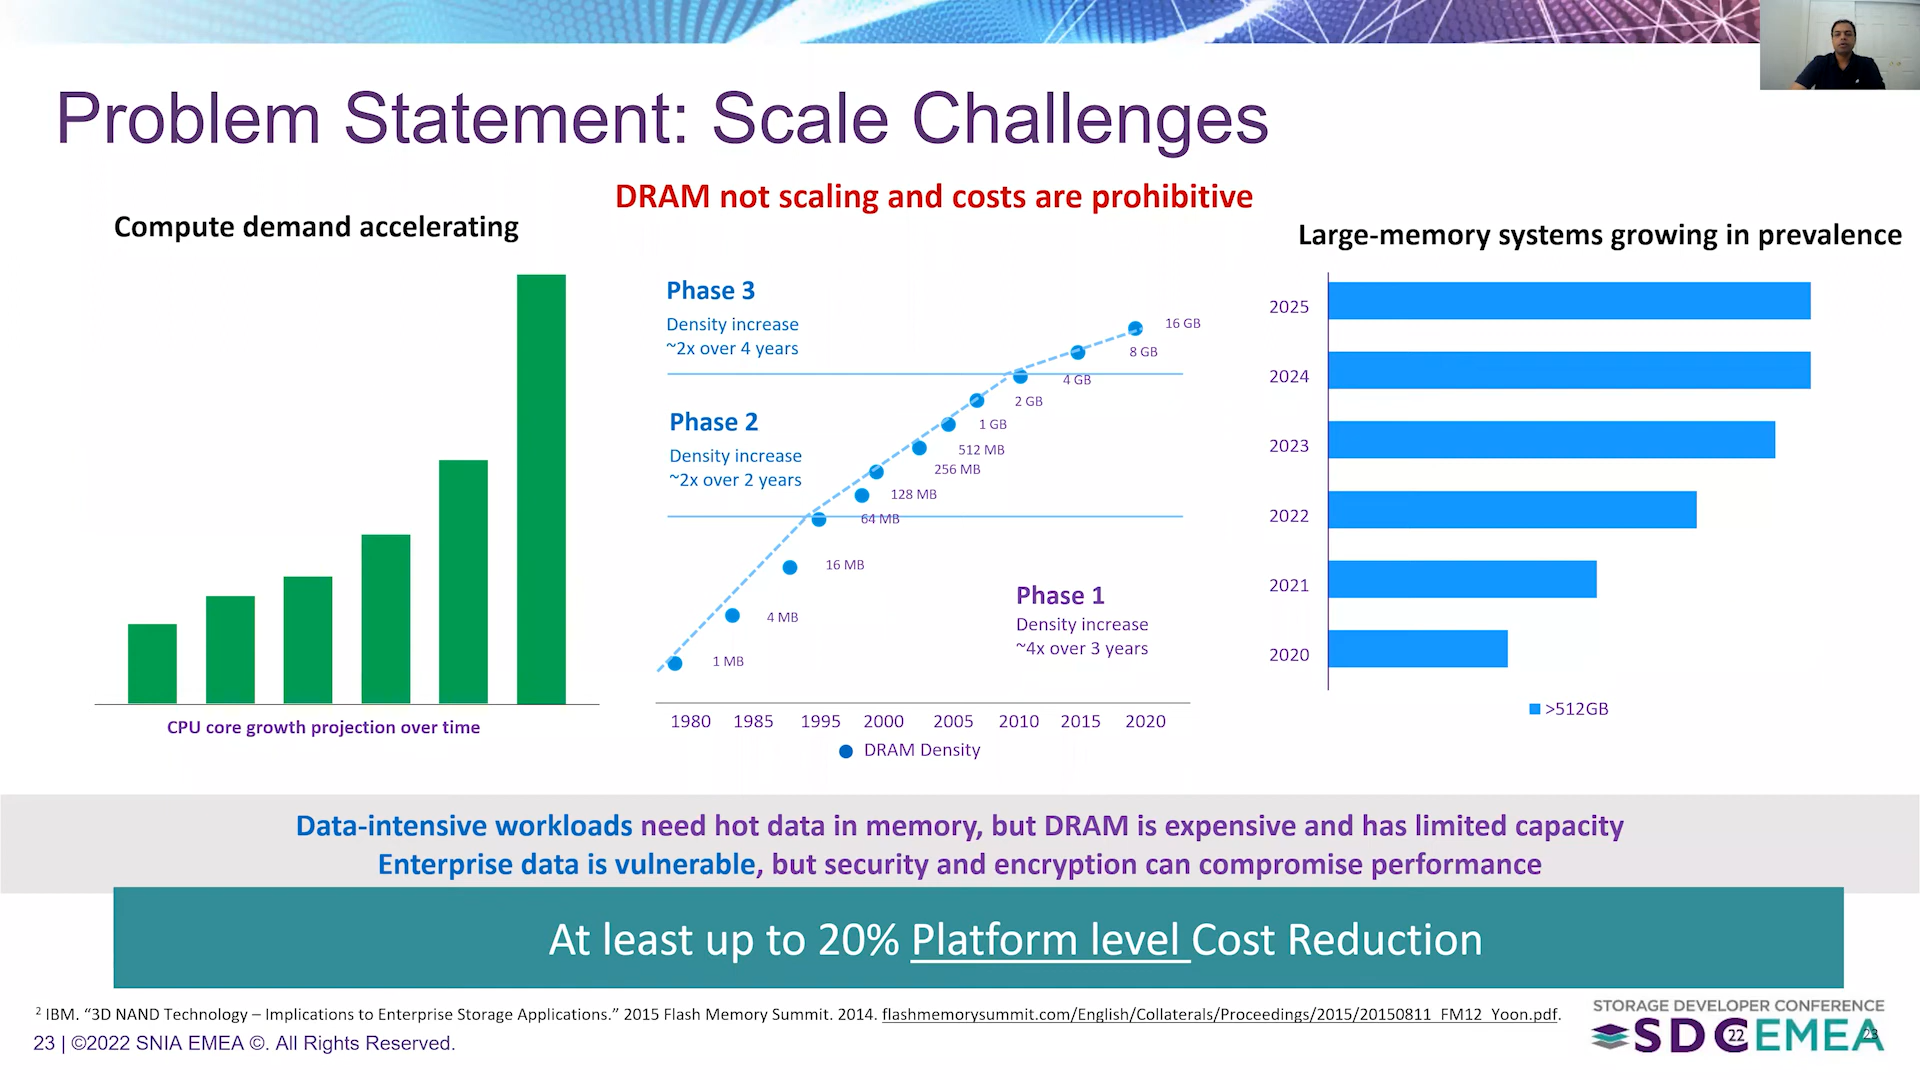 Problem Statement: Scale Challenges
DRAM not scaling and costs are prohibitive
Compute demand accelerating
CPU core growth projection over time
Phase 3
Density increase
~2x over 4 years
Phase 2
Density increase
~2x over 2 years
Phase 1
Density increase
~4x over 3 years
16 GB
8 GB
4 GB
2 GB
1 GB
512 MB
256 MB
128 MB
64 MB
16 MB
4 MB
1 MB
1980 1985 1995 2000 2005 2010 2015 2020
DRAM Density
Large-memory systems growing in prevalence
2025
2024
2023
2022
2021
2020
>512GB
Data-intensive workloads need hot data in memory, but DRAM is expensive and has limited capacity
Enterprise data is vulnerable, but security and encryption can compromise performance
At least up to 20% Platform level Cost Reduction
2 IBM. “3D NAND Technology – Implications to Enterprise Storage Applications.” 2015 Flash Memory Summit. 2014. flashmemorysummit.com/English/Collaterals/Proceedings/2015/20150811_FM12_Yoon.pdf.
23 | ©2022 SNIA EMEA ©. All Rights Reserved.
STORAGE DEVELOPER CONFERENCE
SDC 22 EMEA
23